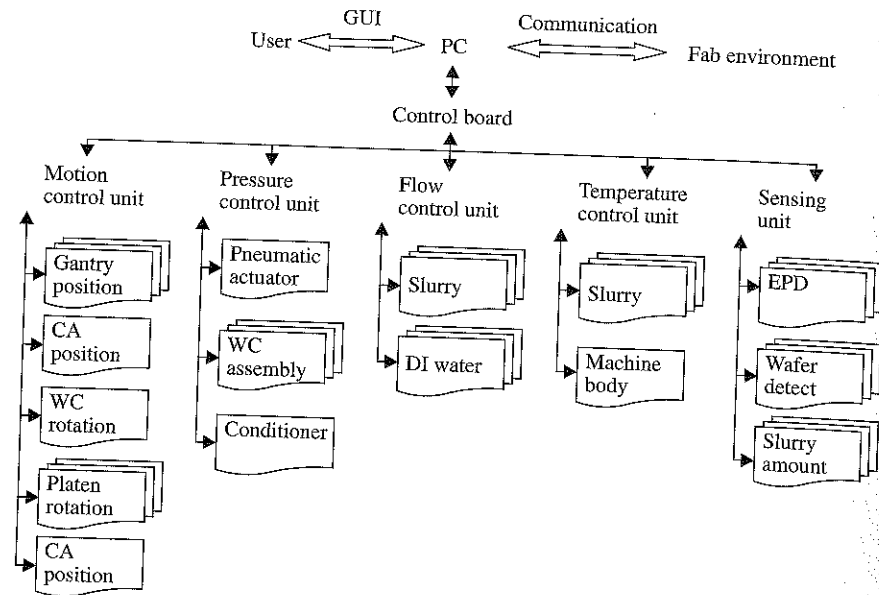 GUI
Communication
User
PC
Fab environment
Control board
Motion
control unit
Pressure
control unit
Flow
control unit
Temperature
control unit
Sensing
unit
Gantry
position
CA
position
WC
rotation
Platen
rotation
CA
position
Pneumatic
actuator
WC
assembly
Conditioner
Slurry
DI water
Slurry
Machine
body
EPD
Wafer
detect
Slurry
amount